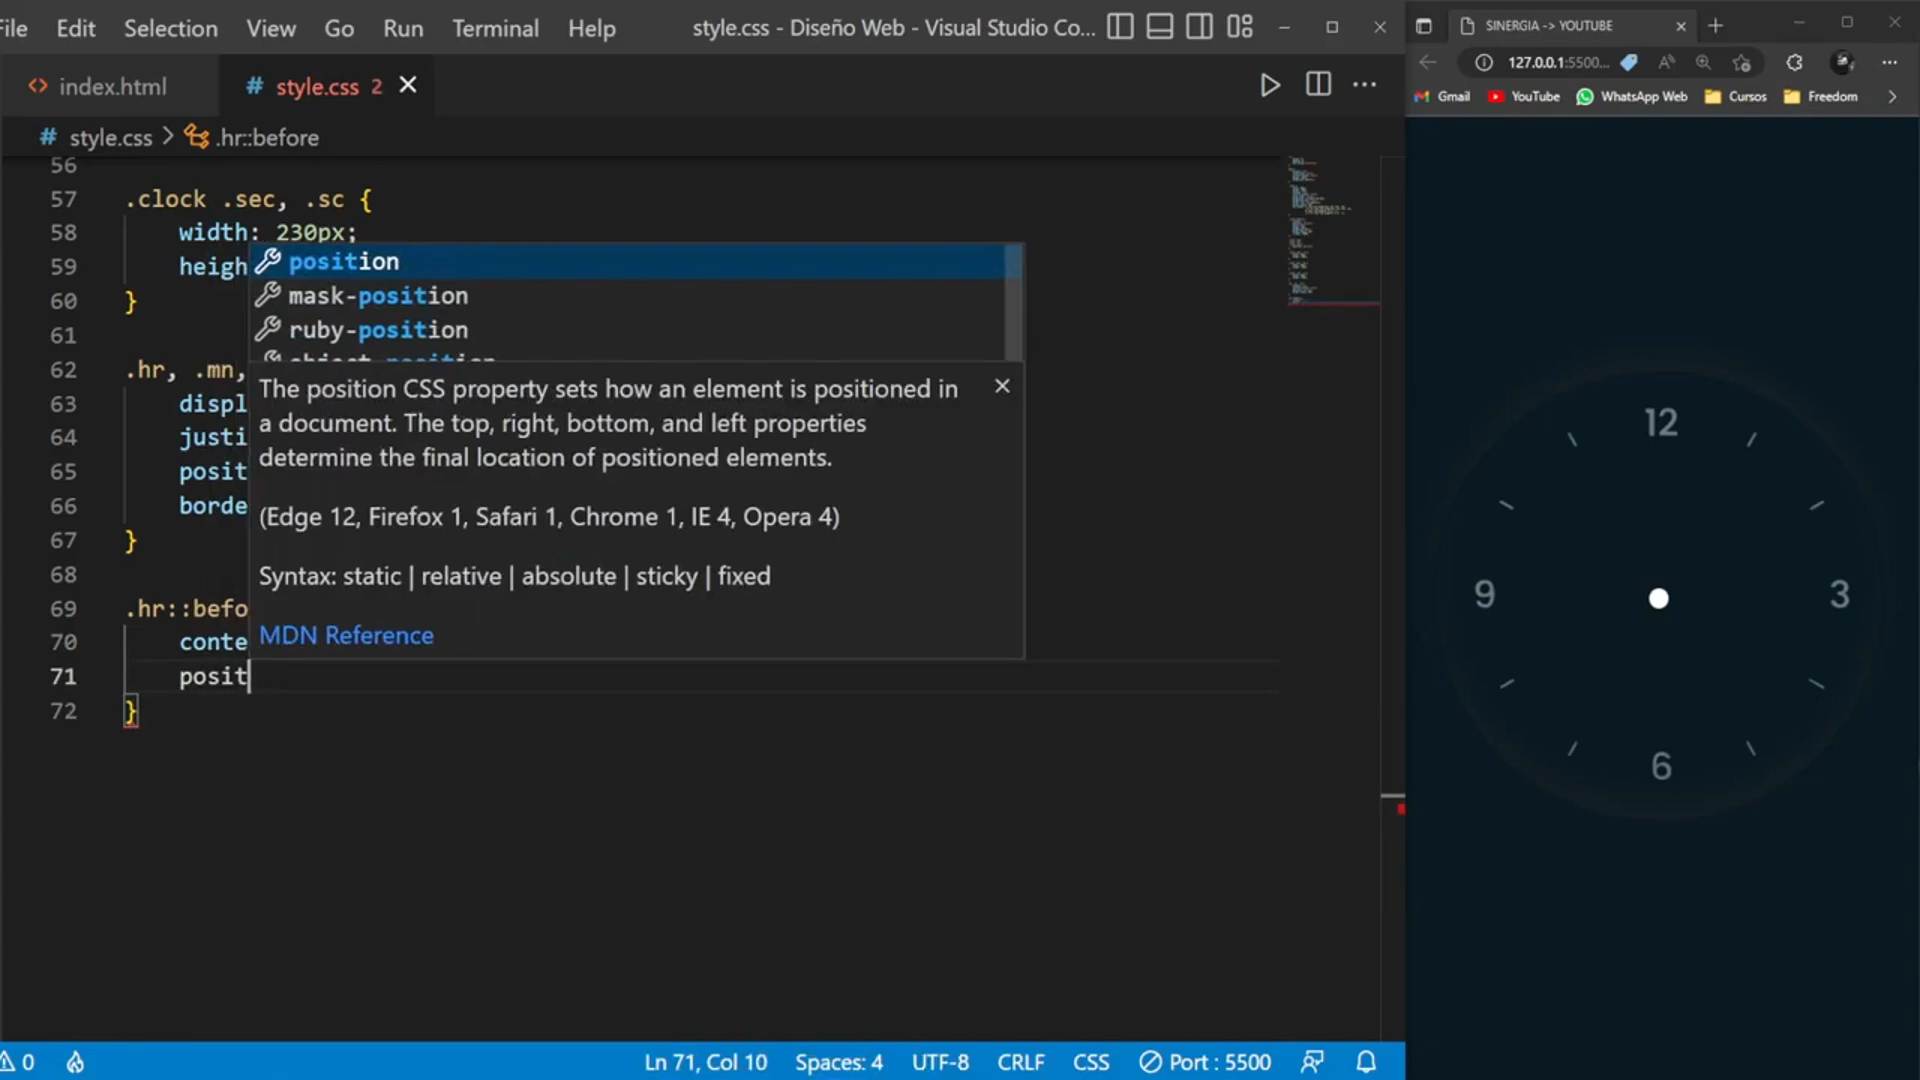 File Edit Selection View Go Run Terminal Help style.css - Diseño Web - Visual Studio Co...
index.html
# style.css 2
# style.css > .hr::before
56
57 .clock .sec, .sc {
58 width: 230px;
59 heigh
60 }
61
62 .hr, .mn,
63 displ
64 justi
65 posit
66 borde
67 }
68
69 .hr::befo
70 conte
71 posit
72 }
position
mask-position
ruby-position
The position CSS property sets how an element is positioned in
a document. The top, right, bottom, and left properties
determine the final location of positioned elements.
(Edge 12, Firefox 1, Safari 1, Chrome 1, IE 4, Opera 4)
Syntax: static | relative | absolute | sticky | fixed
MDN Reference
0
Ln 71, Col 10 Spaces: 4 UTF-8 CRLF CSS Port : 5500
SINERGIA -> YOUTUBE
127.0.0.1:5500...
Gmail YouTube WhatsApp Web Cursos Freedom
12
9
3
6